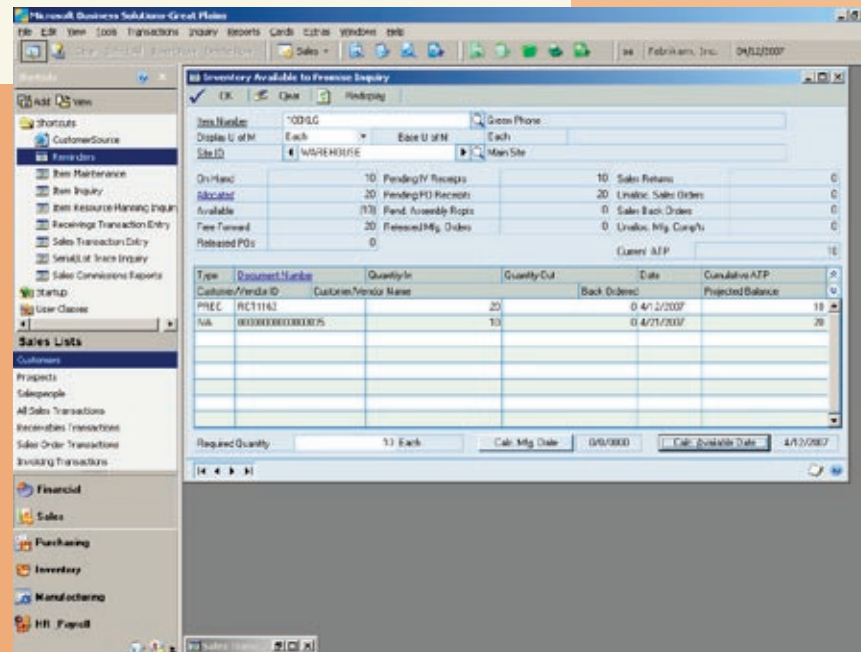 Microsoft Business Solutions-Great Plains
File Edit View Tools Transactions Inquiry Reports Cards Extras Windows Help
Sales Fabrikam, Inc. 04/12/2007
Shortcuts
Add View
Shortcuts
CustomerSource
Reminders
Item Maintenance
Item Inquiry
Item Resource Planning Inquiry
Receivings Transaction Entry
Sales Transaction Entry
Serial/Lot Trace Inquiry
Sales Commissions Reports
Startup
User Classes
Sales Lists
Customers
Prospects
Salespeople
All Sales Transactions
Receivables Transactions
Sales Order Transactions
Invoicing Transactions
Financial
Sales
Purchasing
Inventory
Manufacturing
HR_Payroll
Inventory Available to Promise Inquiry
OK Clear Redisplay
Item Number 100XLG Green Phone
Display U of M Each Base U of M Each
Site ID WAREHOUSE Main Site
On Hand 10 Pending IV Receipts 10 Sales Returns 0
Allocated 20 Pending PO Receipts 20 Unalloc. Sales Orders 0
Available (10) Pend. Assembly Rcpts 0 Sales Back Orders 0
Time Forward 20 Released Mfg. Orders 0 Unalloc. Mfg. Comp's 0
Released POs 0
Current ATP 10
Type Document Number Quantity In Quantity Out Date Cumulative ATP
Customer/Vendor ID Customer/Vendor Name Back Ordered Projected Balance
PREC RCT1163 20 0 4/12/2007 10
IVA 10 0 4/21/2007 20
Required Quantity 10 Each Calc. Mfg. Date 0/0/0000 Calc. Available Date 4/12/2007
Sales